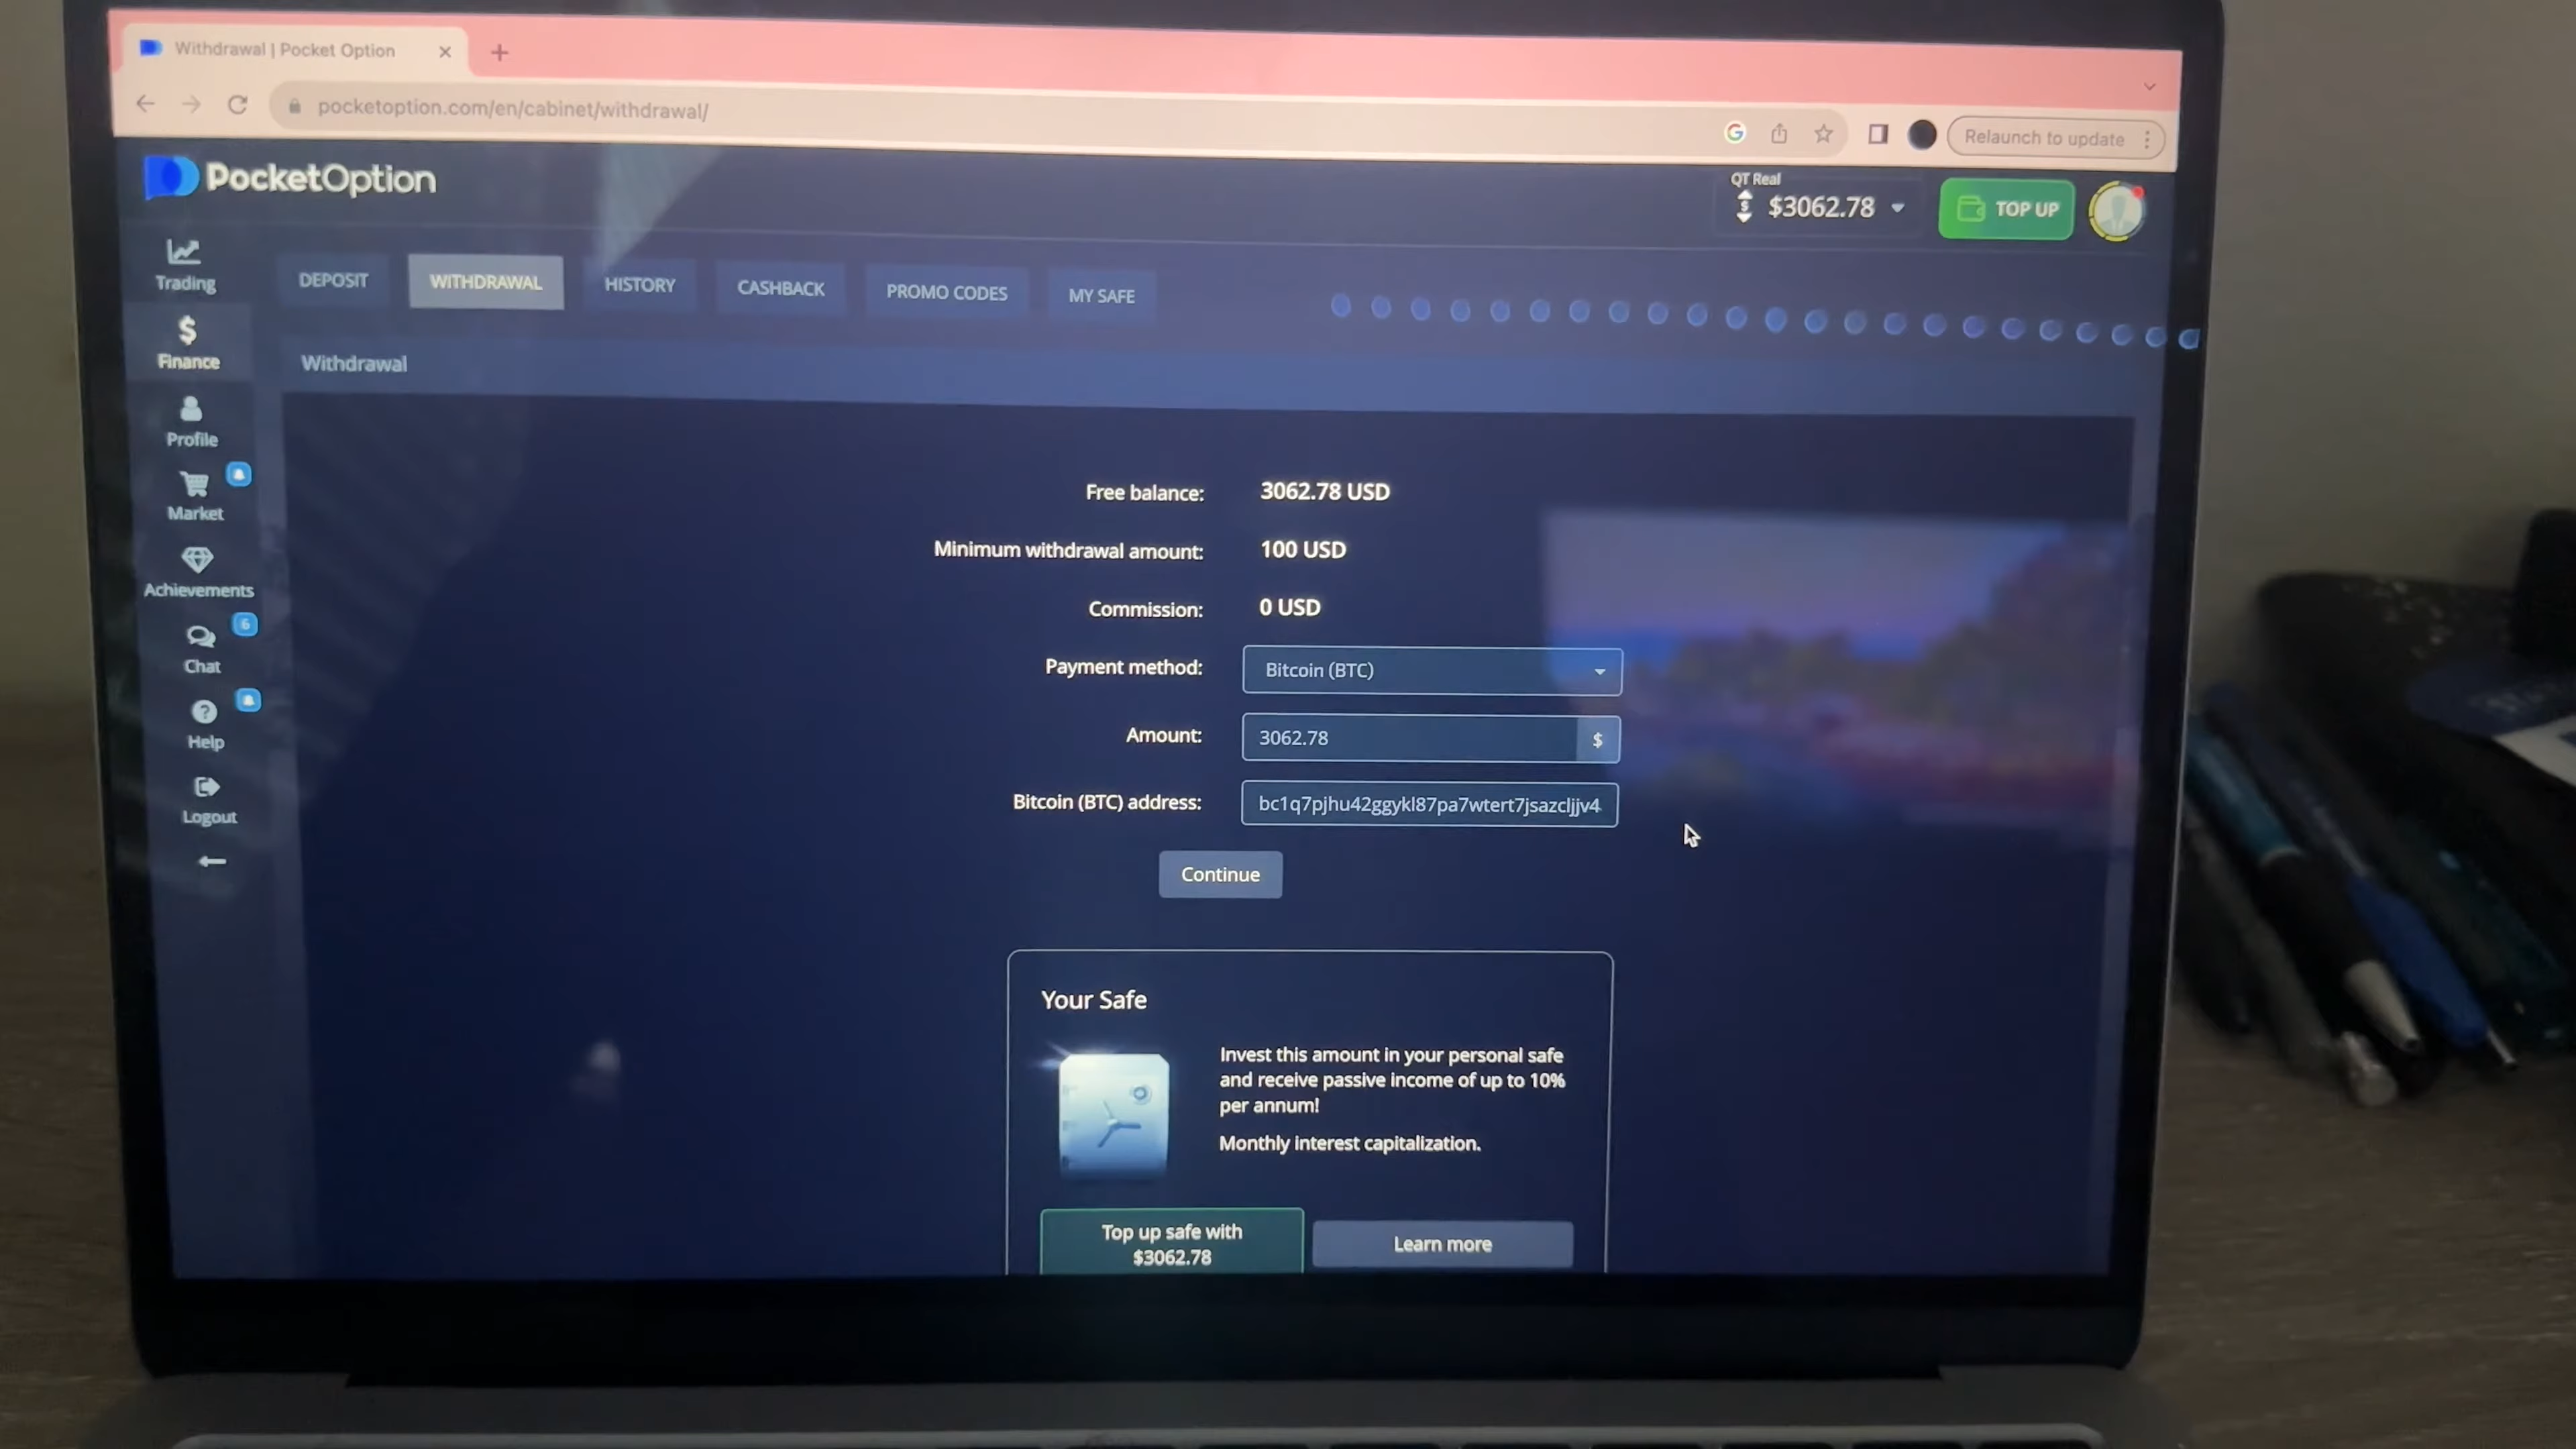 Withdrawal | Pocket Option
pocketoption.com/en/cabinet/withdrawal/
Relaunch to update
PocketOption
QT Real
$3062.78
TOP UP
Trading
DEPOSIT
WITHDRAWAL
HISTORY
CASHBACK
PROMO CODES
MY SAFE
Finance
Withdrawal
Profile
Market
Achievements
Chat
6
Help
Logout
Free balance: 3062.78 USD
Minimum withdrawal amount: 100 USD
Commission: 0 USD
Payment method: Bitcoin (BTC)
Amount: 3062.78 $
Bitcoin (BTC) address: bc1q7pjhu42ggykl87pa7wtert7jsazcljjv4
Continue
Your Safe
Invest this amount in your personal safe
and receive passive income of up to 10%
per annum!
Monthly interest capitalization.
Top up safe with
$3062.78
Learn more